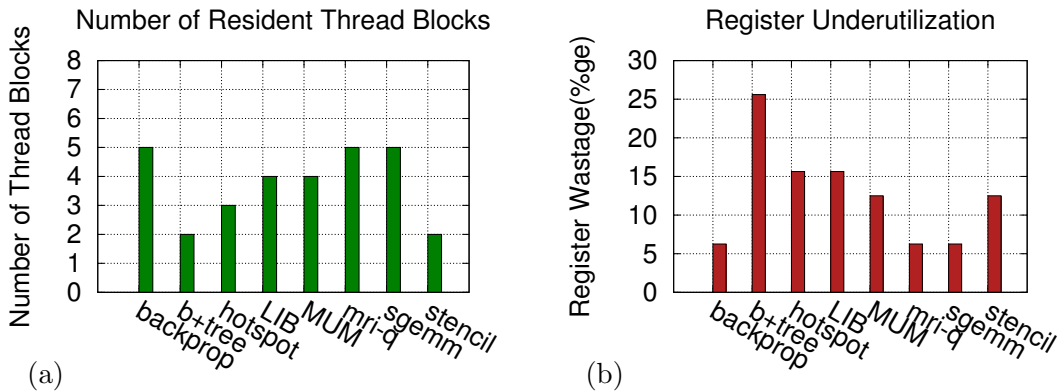 Number of Resident Thread Blocks
Number of Thread Blocks
8
7
6
5
4
3
2
1
0
backprop
b+tree
hotspot
LIB
MUM
mri-q
sgemm
stencil
(a)
Register Underutilization
Register Wastage(%ge)
30
25
20
15
10
5
0
backprop
b+tree
hotspot
LIB
MUM
mri-q
sgemm
stencil
(b)